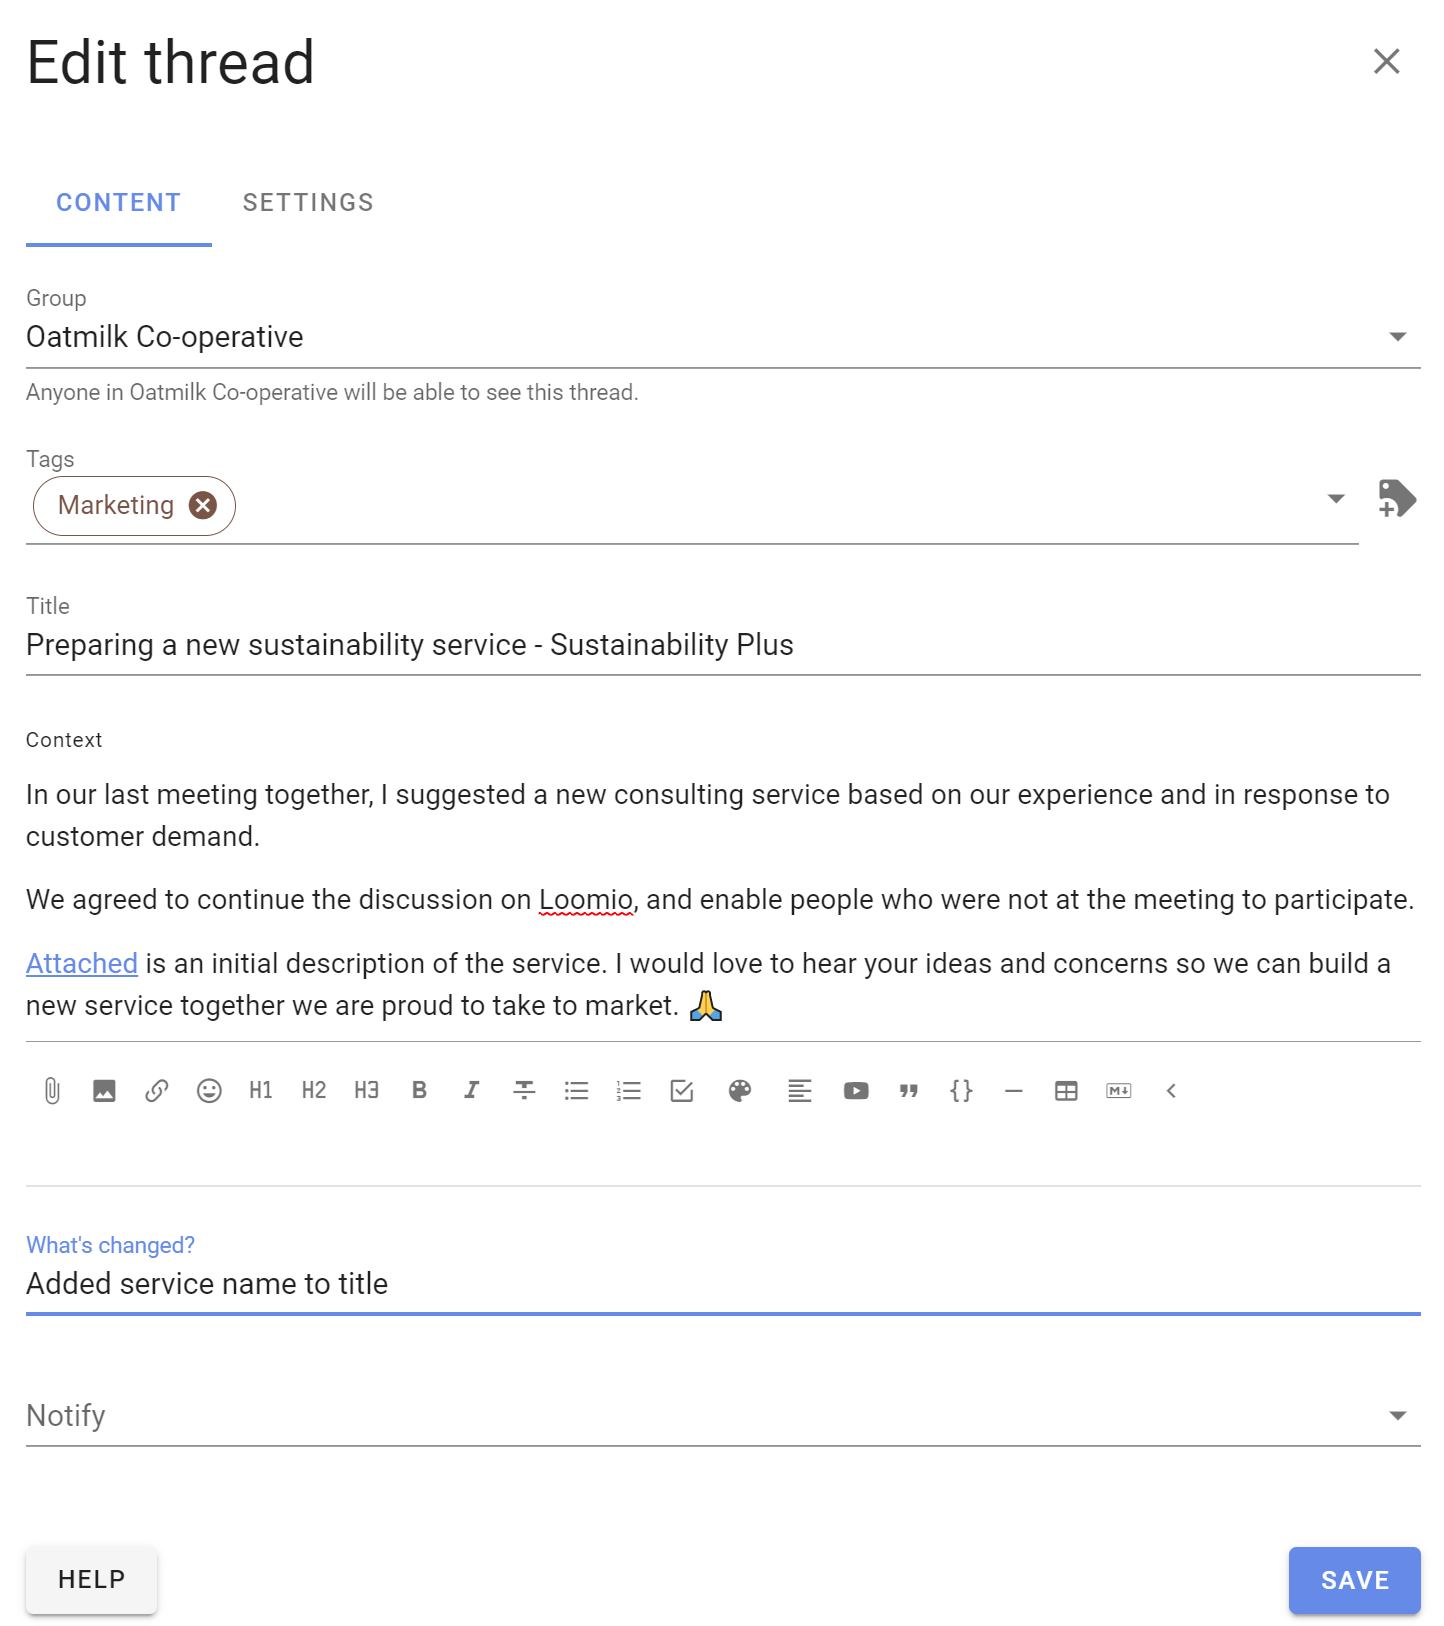 Edit thread
CONTENT SETTINGS
Group
Oatmilk Co-operative
Anyone in Oatmilk Co-operative will be able to see this thread.
Tags
Marketing
Title
Preparing a new sustainability service - Sustainability Plus
Context
In our last meeting together, I suggested a new consulting service based on our experience and in response to
customer demand.
We agreed to continue the discussion on Loomio, and enable people who were not at the meeting to participate.
Attached is an initial description of the service. I would love to hear your ideas and concerns so we can build a
new service together we are proud to take to market. 🙏
H1 H2 H3 B I
What's changed?
Added service name to title
Notify
HELP SAVE